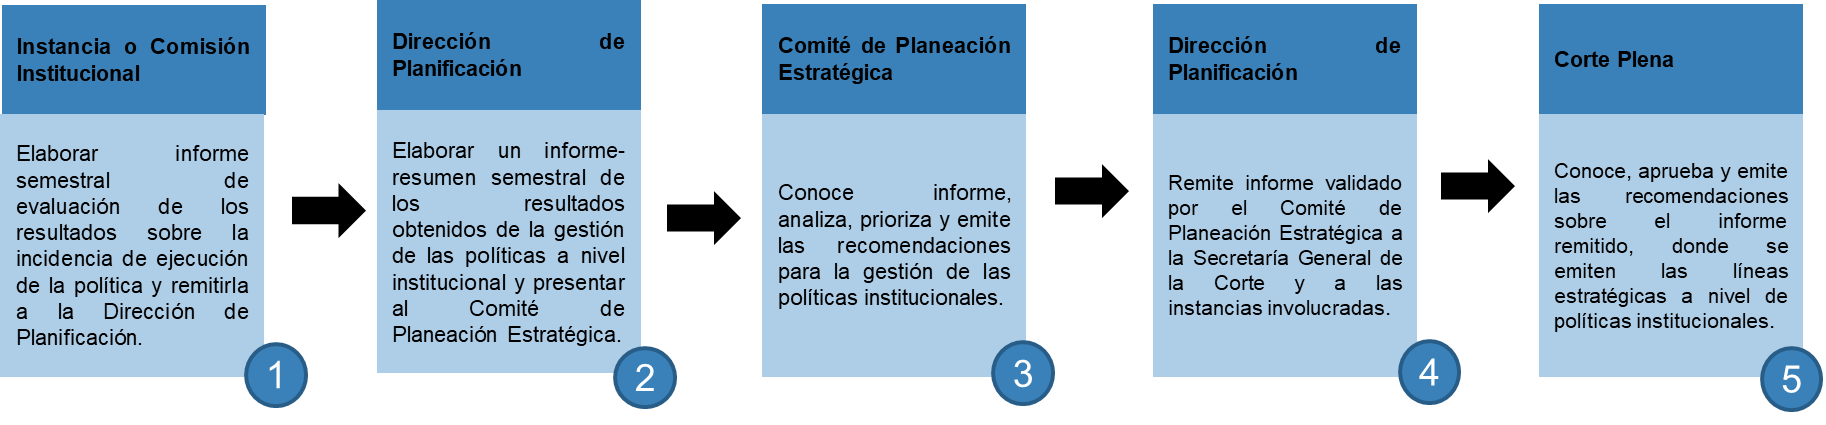 Instancia o Comisión
Institucional
Elaborar informe
semestral de
evaluación de los
resultados sobre la
incidencia de ejecución
de la política y remitirla
a la Dirección de
Planificación.
1
Dirección de
Planificación
Elaborar un informe-
resumen semestral de
los resultados
obtenidos de la gestión
de las políticas a nivel
institucional y presentar
al Comité de
Planeación Estratégica.
2
Comité de Planeación
Estratégica
Conoce informe,
analiza, prioriza y emite
las recomendaciones
para la gestión de las
políticas institucionales.
3
Dirección de
Planificación
Remite informe validado
por el Comité de
Planeación Estratégica a
la Secretaría General de
la Corte y a las
instancias involucradas.
4
Corte Plena
Conoce, aprueba y emite
las recomendaciones
sobre el informe
remitido, donde se
emiten las líneas
estratégicas a nivel de
políticas institucionales.
5